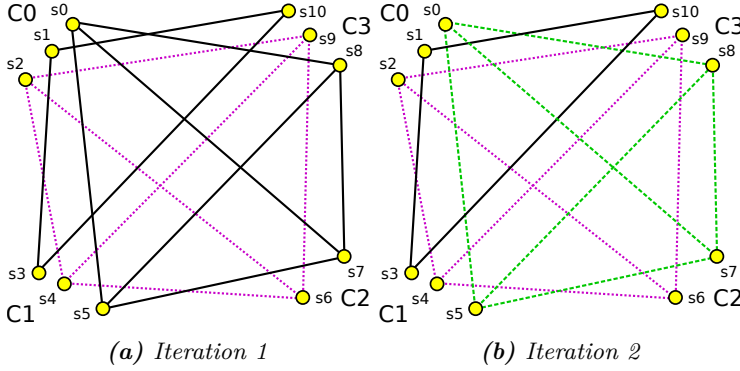 C0 s0 s10 C3
s1 s9
s2 s8
s3 s7
s4 s6 C2
C1 s5
(a) Iteration 1
C0 s0 s10 C3
s1 s9
s2 s8
s3 s7
s4 s6 C2
C1 s5
(b) Iteration 2